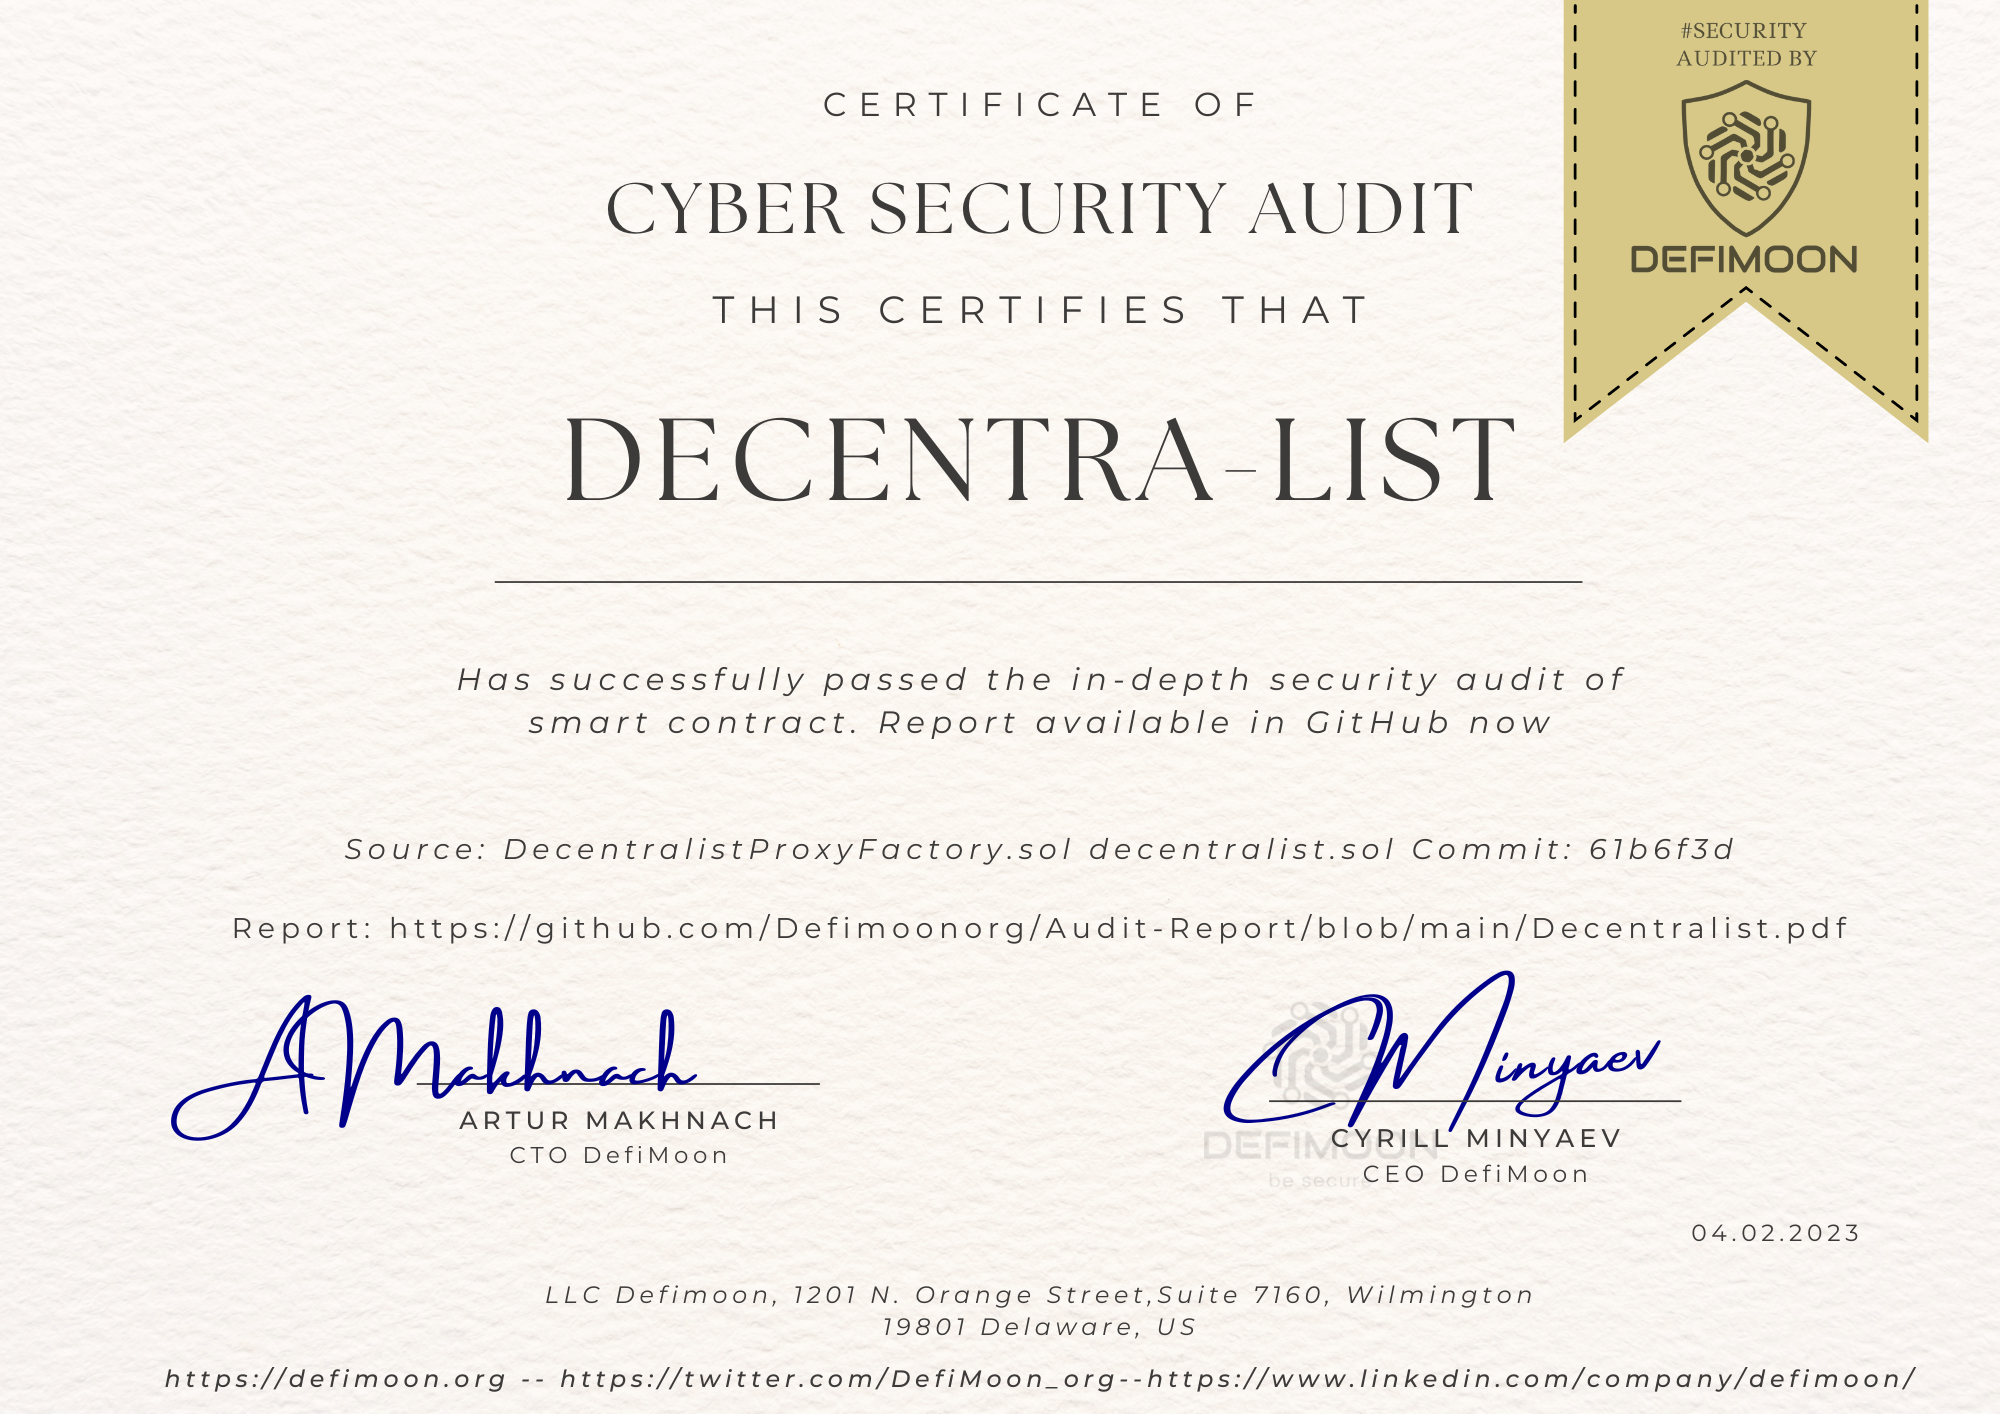 #SECURITY
AUDITED BY
DEFIMOON
CERTIFICATE OF
CYBER SECURITY AUDIT
THIS CERTIFIES THAT
DECENTRA-LIST
Has successfully passed the in-depth security audit of
smart contract. Report available in GitHub now
Source: DecentralistProxyFactory.sol decentralist.sol Commit: 61b6f3d
Report: https://github.com/Defimoonorg/Audit-Report/blob/main/Decentralist.pdf
AMakhnach
ARTUR MAKHNACH
CTO DefiMoon
CMinyaev
DEFIMOON
be secure
CYRILL MINYAEV
CEO DefiMoon
04.02.2023
LLC Defimoon, 1201 N. Orange Street,Suite 7160, Wilmington
19801 Delaware, US
https://defimoon.org -- https://twitter.com/DefiMoon_org--https://www.linkedin.com/company/defimoon/